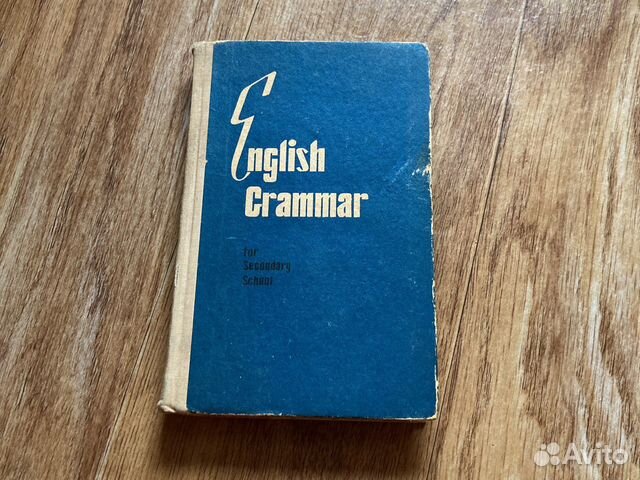 English
Grammar
for
Secondary
School
Avito